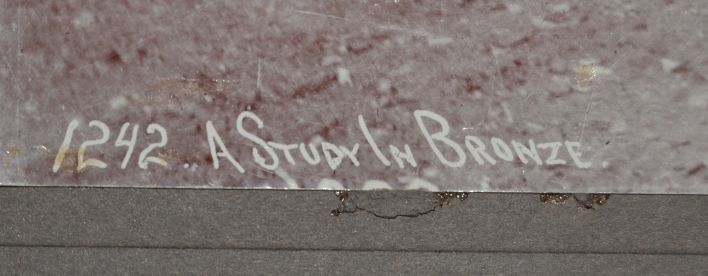 1242. A STUDY IN BRONZE.